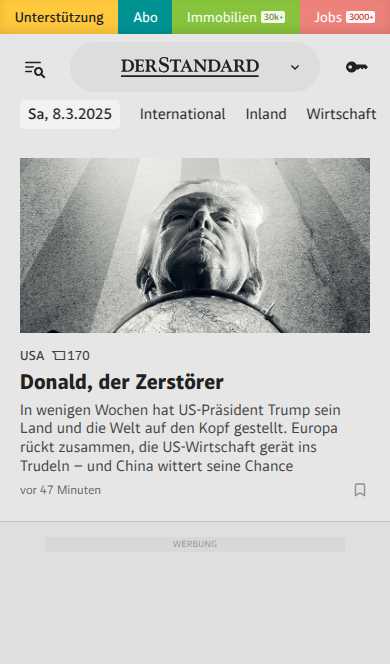 Unterstützung Abo Immobilien 30k+ Jobs 3000+
DERSTANDARD
Sa, 8.3.2025 International Inland Wirtschaft
USA 170
Donald, der Zerstörer
In wenigen Wochen hat US-Präsident Trump sein
Land und die Welt auf den Kopf gestellt. Europa
rückt zusammen, die US-Wirtschaft gerät ins
Trudeln – und China wittert seine Chance
vor 47 Minuten
WERBUNG